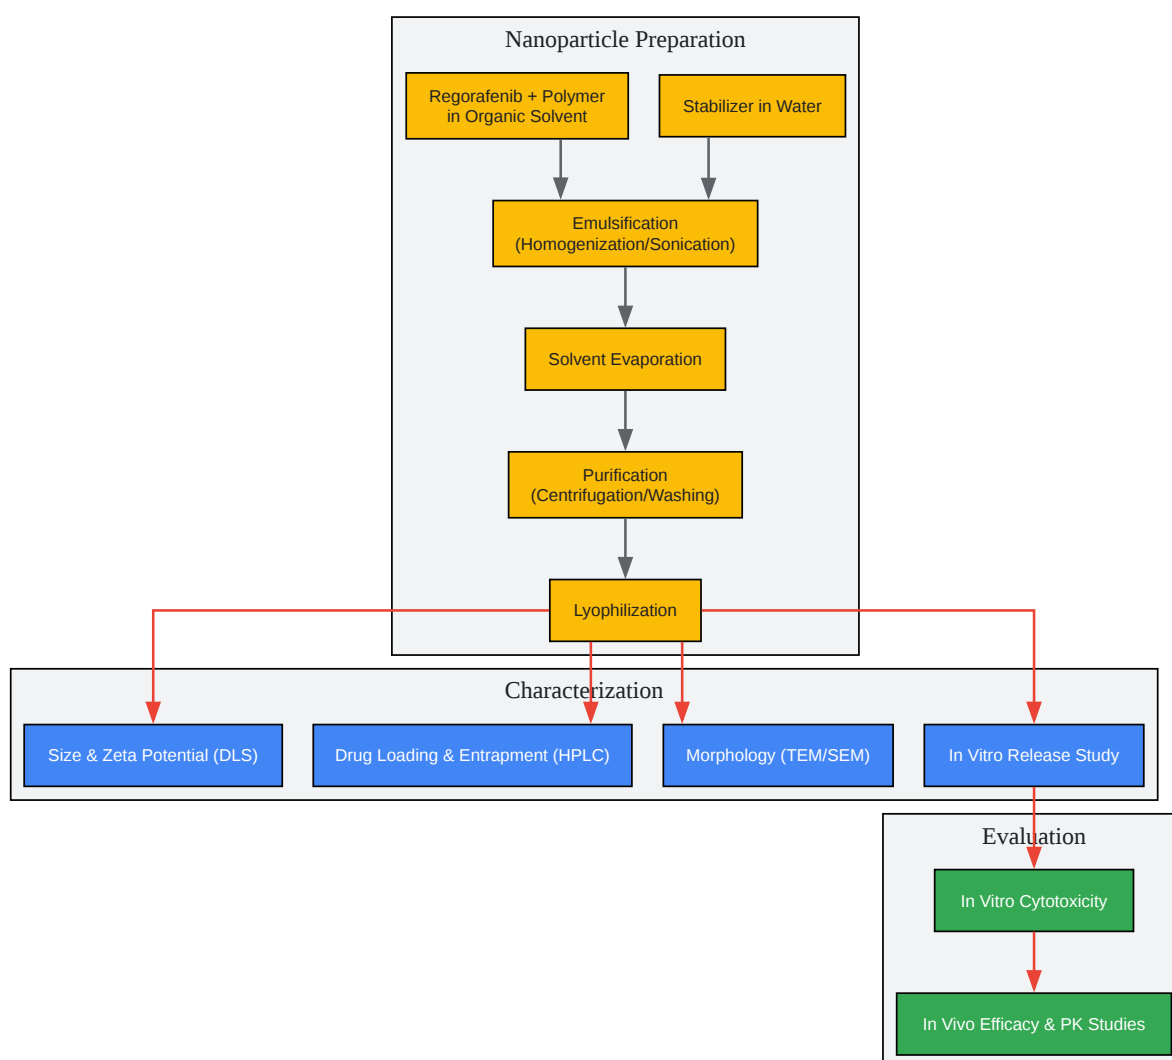 Nanoparticle Preparation
Regorafenib + Polymer
in Organic Solvent
Stabilizer in Water
Emulsification
(Homogenization/Sonication)
Solvent Evaporation
Purification
(Centrifugation/Washing)
Lyophilization
Characterization
Size & Zeta Potential (DLS)
Drug Loading & Entrapment (HPLC)
Morphology (TEM/SEM)
In Vitro Release Study
Evaluation
In Vitro Cytotoxicity
In Vivo Efficacy & PK Studies